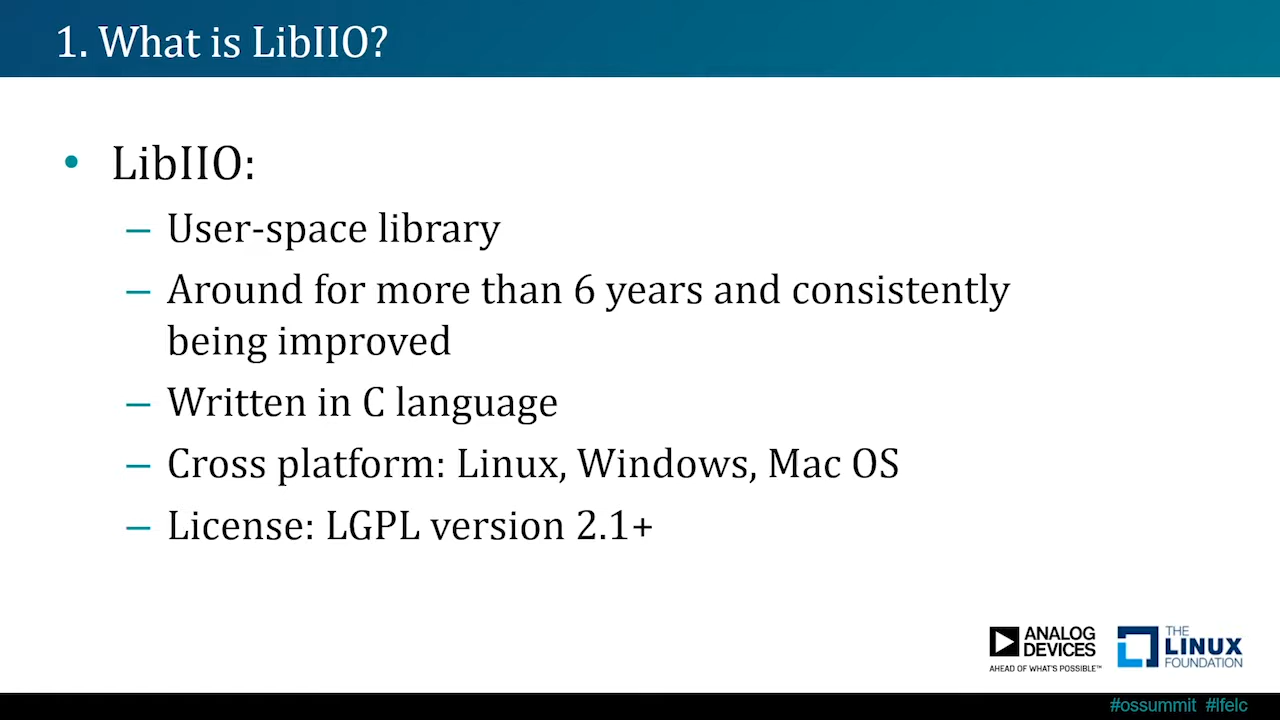 1. What is LibIIO?
• LibIIO:
– User-space library
– Around for more than 6 years and consistently
being improved
– Written in C language
– Cross platform: Linux, Windows, Mac OS
– License: LGPL version 2.1+
ANALOG
DEVICES
AHEAD OF WHAT'S POSSIBLE™
THE
LINUX
FOUNDATION
#ossummit #lfelc